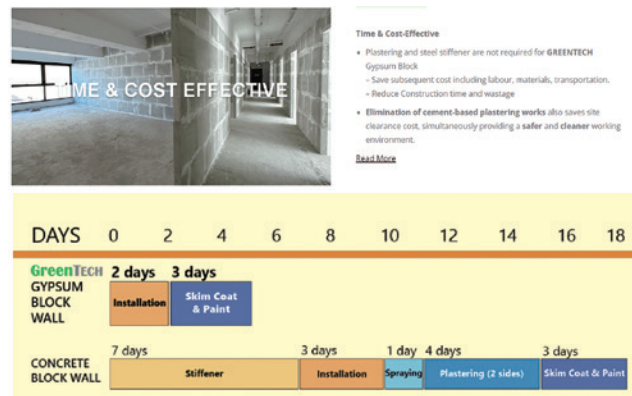 TIME & COST EFFECTIVE
Time & Cost-Effective
• Plastering and steel stiffener are not required for GREENTECH
Gypsum Block
– Save subsequent cost including labour, materials, transportation.
– Reduce Construction time and wastage
• Elimination of cement-based plastering works also saves site
clearance cost, simultaneously providing a safer and cleaner working
environment.
Read More
DAYS 0 2 4 6 8 10 12 14 16 18
GREENTECH 2 days 3 days
GYPSUM
BLOCK
WALL
Installation
Skim Coat
& Paint
7 days 3 days 1 day 4 days 3 days
CONCRETE
BLOCK WALL
Stiffener Installation Spraying Plastering (2 sides) Skim Coat & Paint